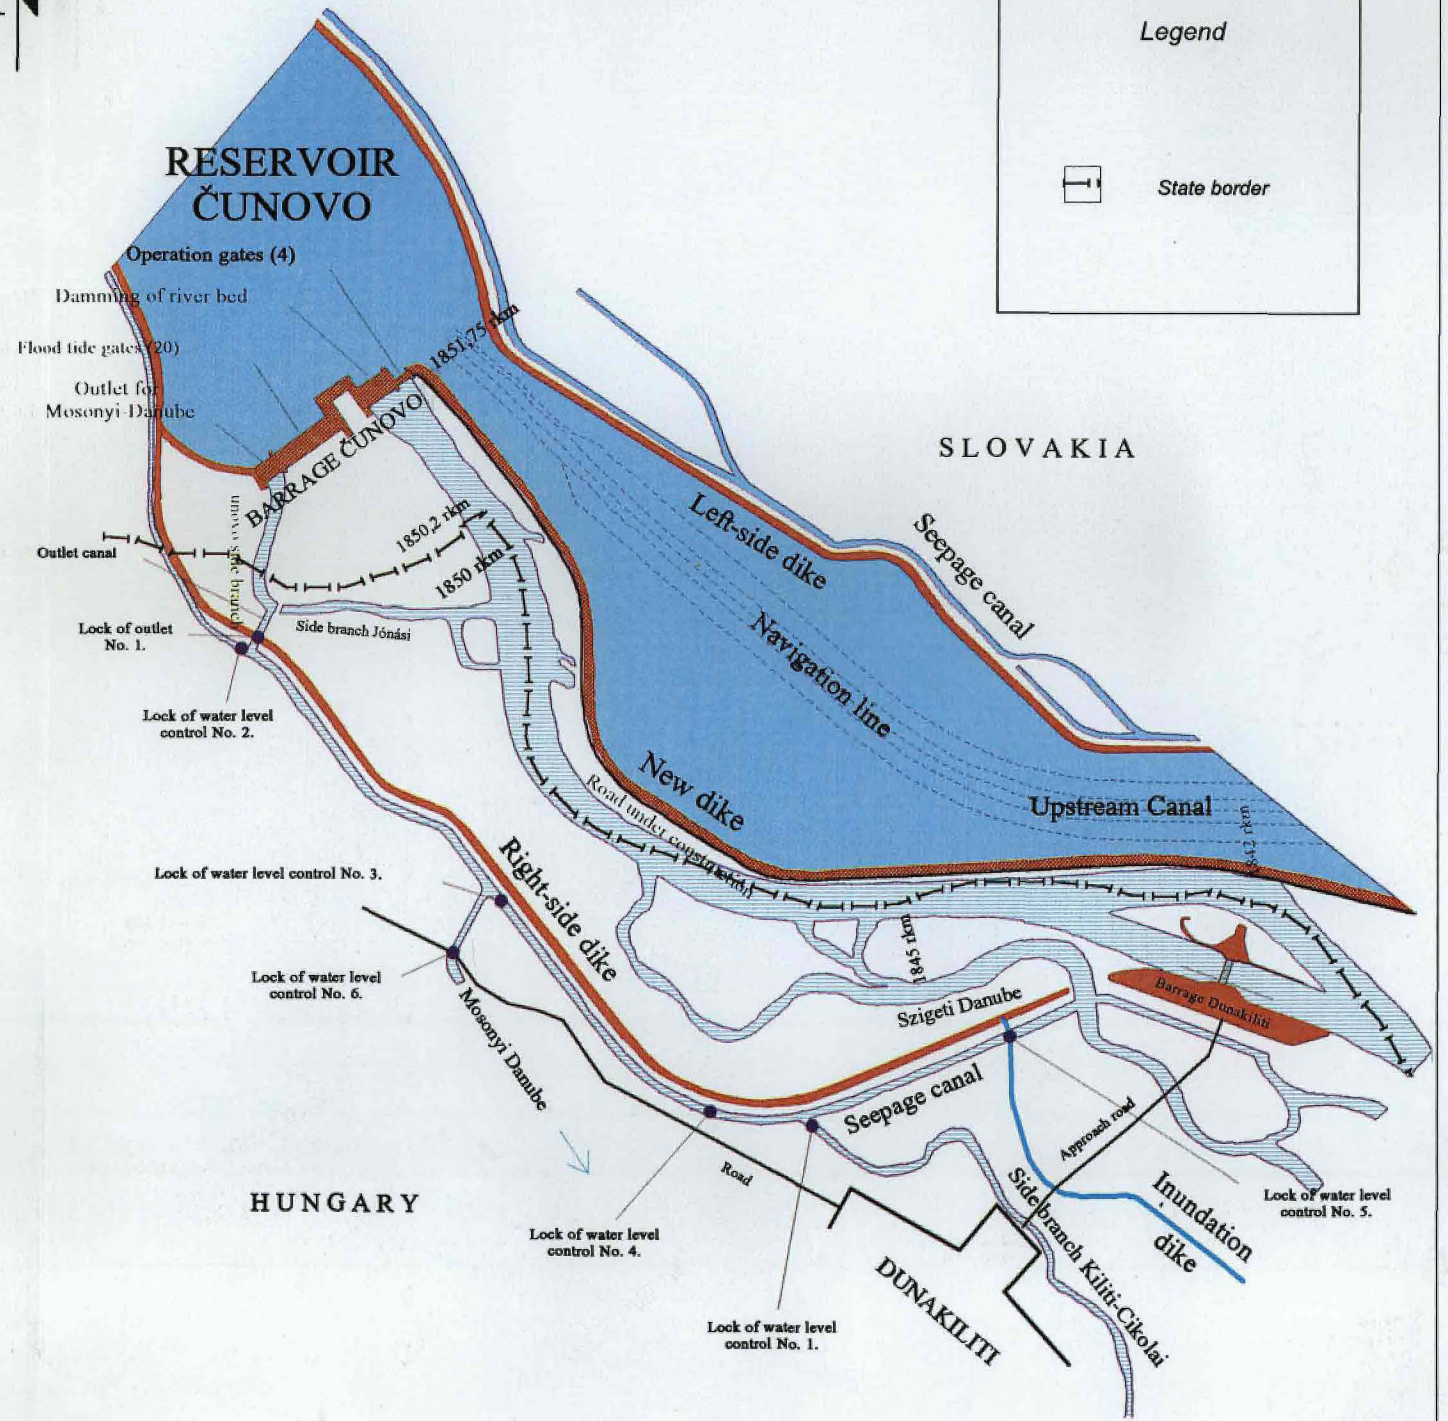 N
Legend
State border
RESERVOIR
ČUNOVO
Operation gates (4)
Damming of river bed
Flood tide gates (20)
Outlet for
Mosonyi-Danube
1851,75 rkm
BARRAGE ČUNOVO
SLOVAKIA
Left-side dike
Seepage canal
1850,2 rkm
1850 rkm
unovo side branch
Outlet canal
Lock of outlet
No. 1.
Side branch Jónási
Navigation line
Lock of water level
control No. 2.
New dike
Road under construction
Upstream Canal
1842 rkm
Right-side dike
Lock of water level control No. 3.
Lock of water level
control No. 6.
Mosonyi Danube
1845 rkm
Szigeti Danube
Barrage Dunakiliti
Seepage canal
Approach road
Road
HUNGARY
Lock of water level
control No. 4.
Lock of water level
control No. 1.
Side branch Kiliti-Cikolai
Inundation
dike
Lock of water level
control No. 5.
DUNAKILITI